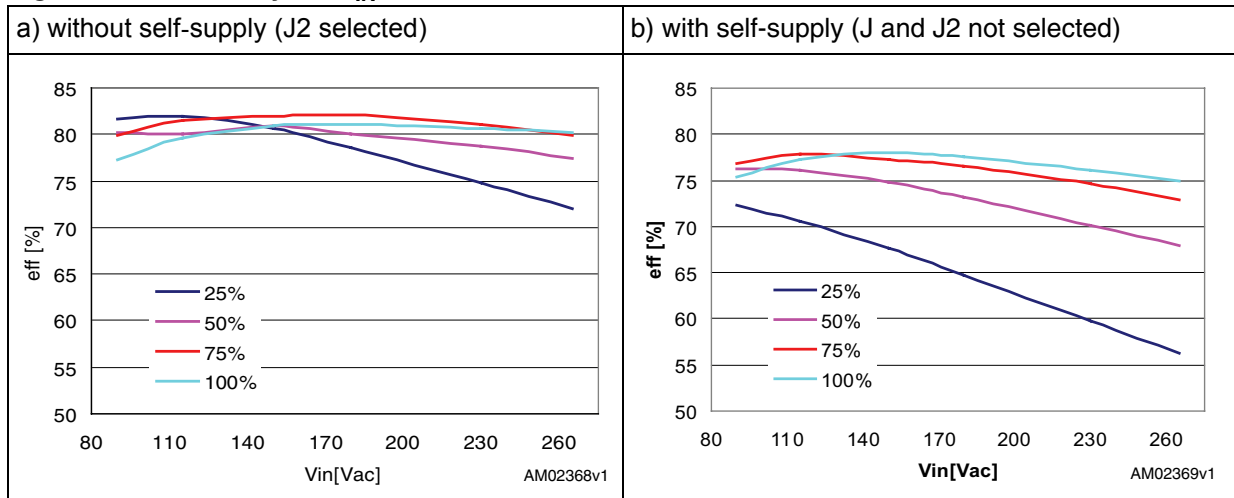 a) without self-supply (J2 selected)
85
80
75
70
65
60
55
50
eff [%]
25%
50%
75%
100%
80 110 140 170 200 230 260
Vin[Vac]
AM02368v1
b) with self-supply (J and J2 not selected)
85
80
75
70
65
60
55
50
eff [%]
25%
50%
75%
100%
80 110 140 170 200 230 260
Vin[Vac]
AM02369v1